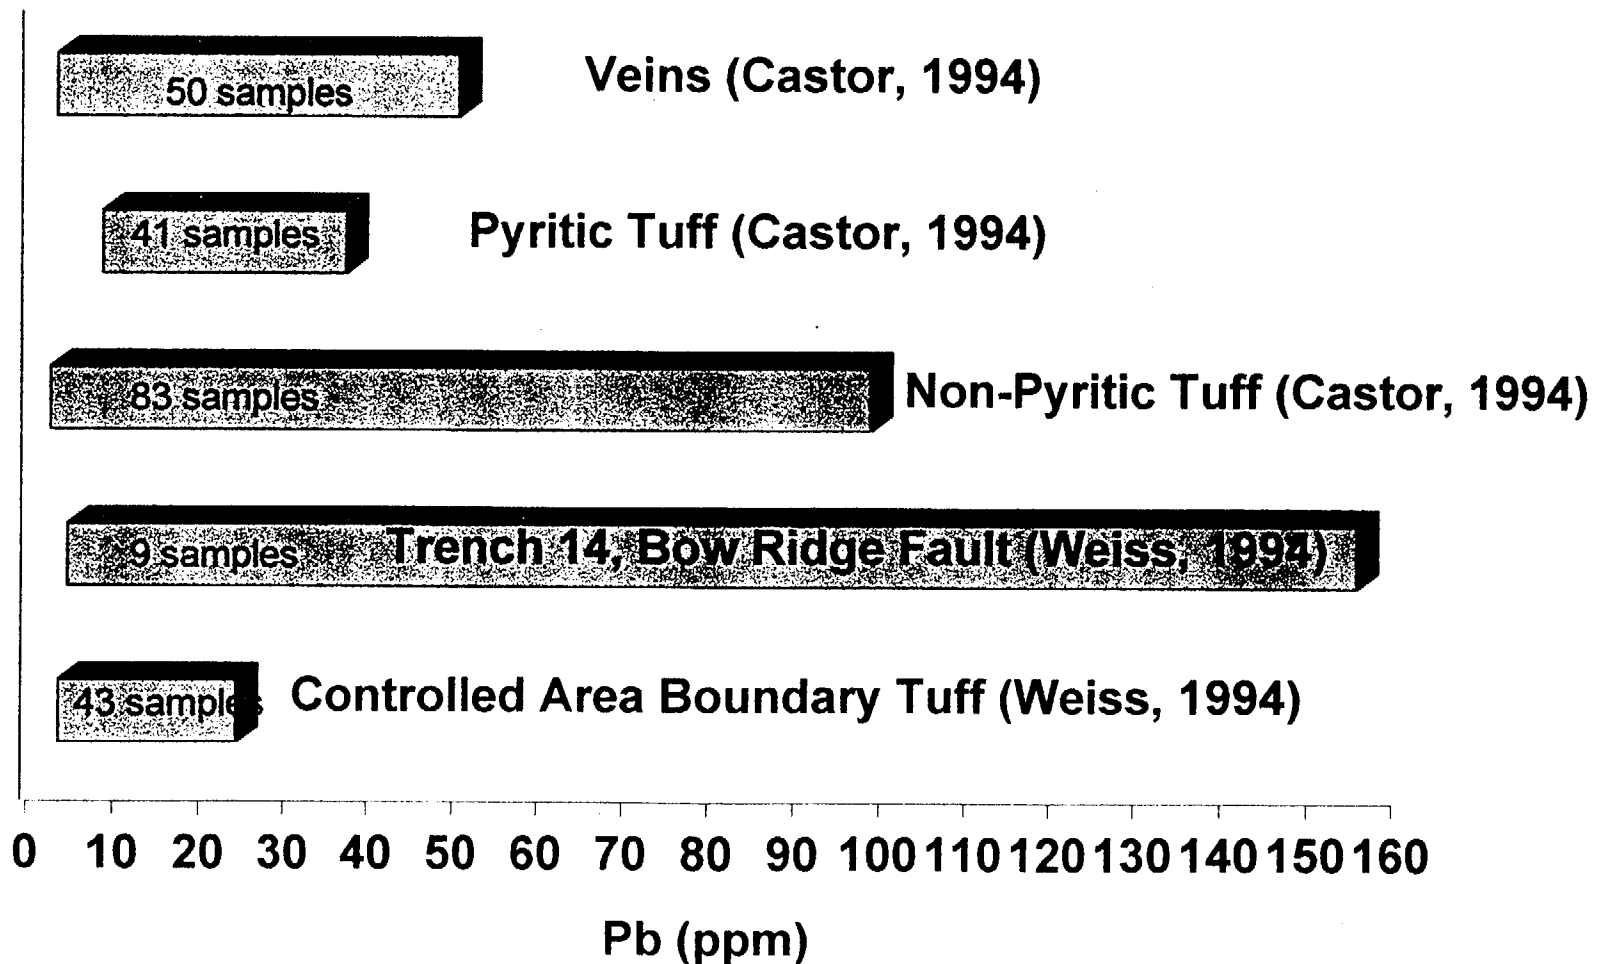 50 samples Veins (Castor, 1994)
41 samples Pyritic Tuff (Castor, 1994)
83 samples Non-Pyritic Tuff (Castor, 1994)
9 samples Trench 14, Bow Ridge Fault (Weiss, 1994)
43 samples Controlled Area Boundary Tuff (Weiss, 1994)
0 10 20 30 40 50 60 70 80 90 100 110 120 130 140 150 160
Pb (ppm)